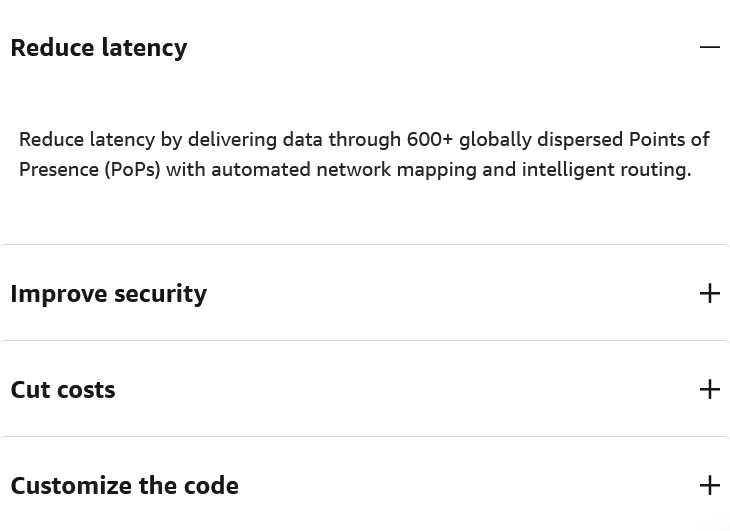 Reduce latency
Reduce latency by delivering data through 600+ globally dispersed Points of
Presence (PoPs) with automated network mapping and intelligent routing.
Improve security
Cut costs
Customize the code